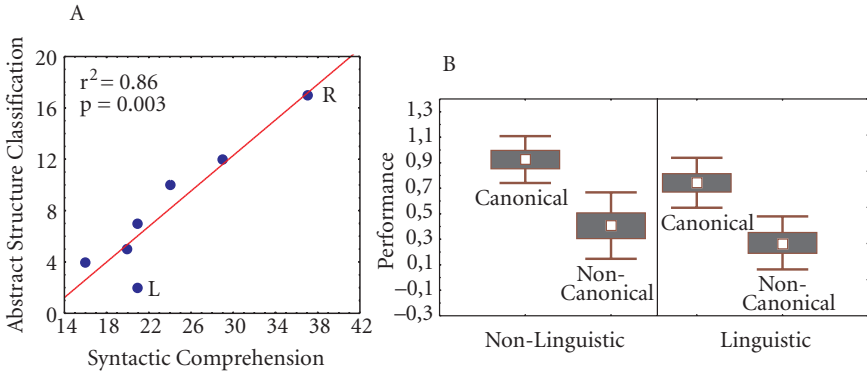 A
Abstract Structure Classification
20
16
12
8
4
0
r² = 0.86
p = 0.003
R
L
14 18 22 26 30 34 38 42
Syntactic Comprehension
B
Performance
1,3
1,1
0,9
0,7
0,5
0,3
0,1
−0,1
−0,3
Canonical
Non-
Canonical
Canonical
Non-
Canonical
Non-Linguistic
Linguistic